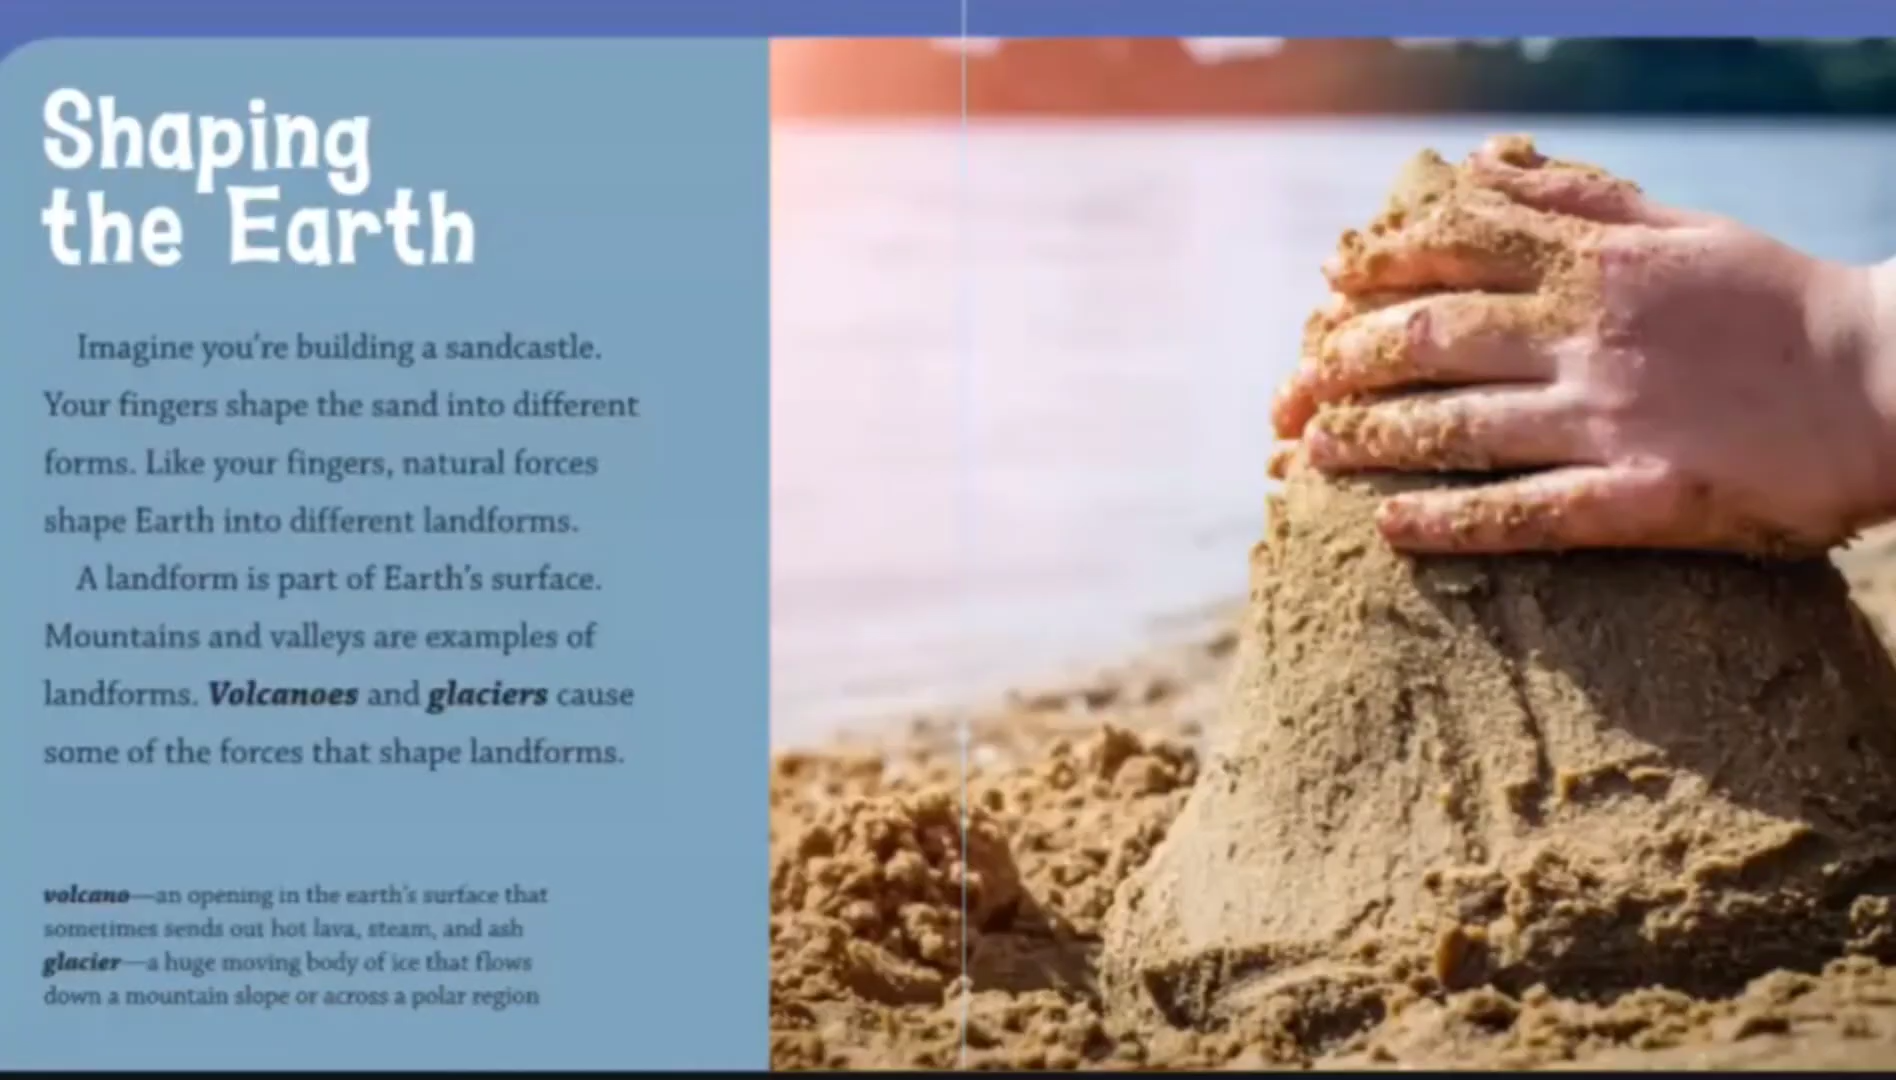 Shaping
the Earth
Imagine you're building a sandcastle.
Your fingers shape the sand into different
forms. Like your fingers, natural forces
shape Earth into different landforms.
A landform is part of Earth's surface.
Mountains and valleys are examples of
landforms. Volcanoes and glaciers cause
some of the forces that shape landforms.
volcano—an opening in the earth's surface that
sometimes sends out hot lava, steam, and ash
glacier—a huge moving body of ice that flows
down a mountain slope or across a polar region